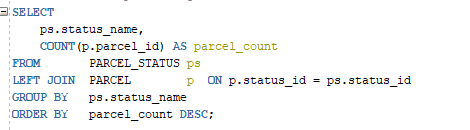 SELECT
    ps.status_name,
    COUNT(p.parcel_id) AS parcel_count
FROM       PARCEL_STATUS ps
LEFT JOIN  PARCEL        p  ON p.status_id = ps.status_id
GROUP BY   ps.status_name
ORDER BY   parcel_count DESC;